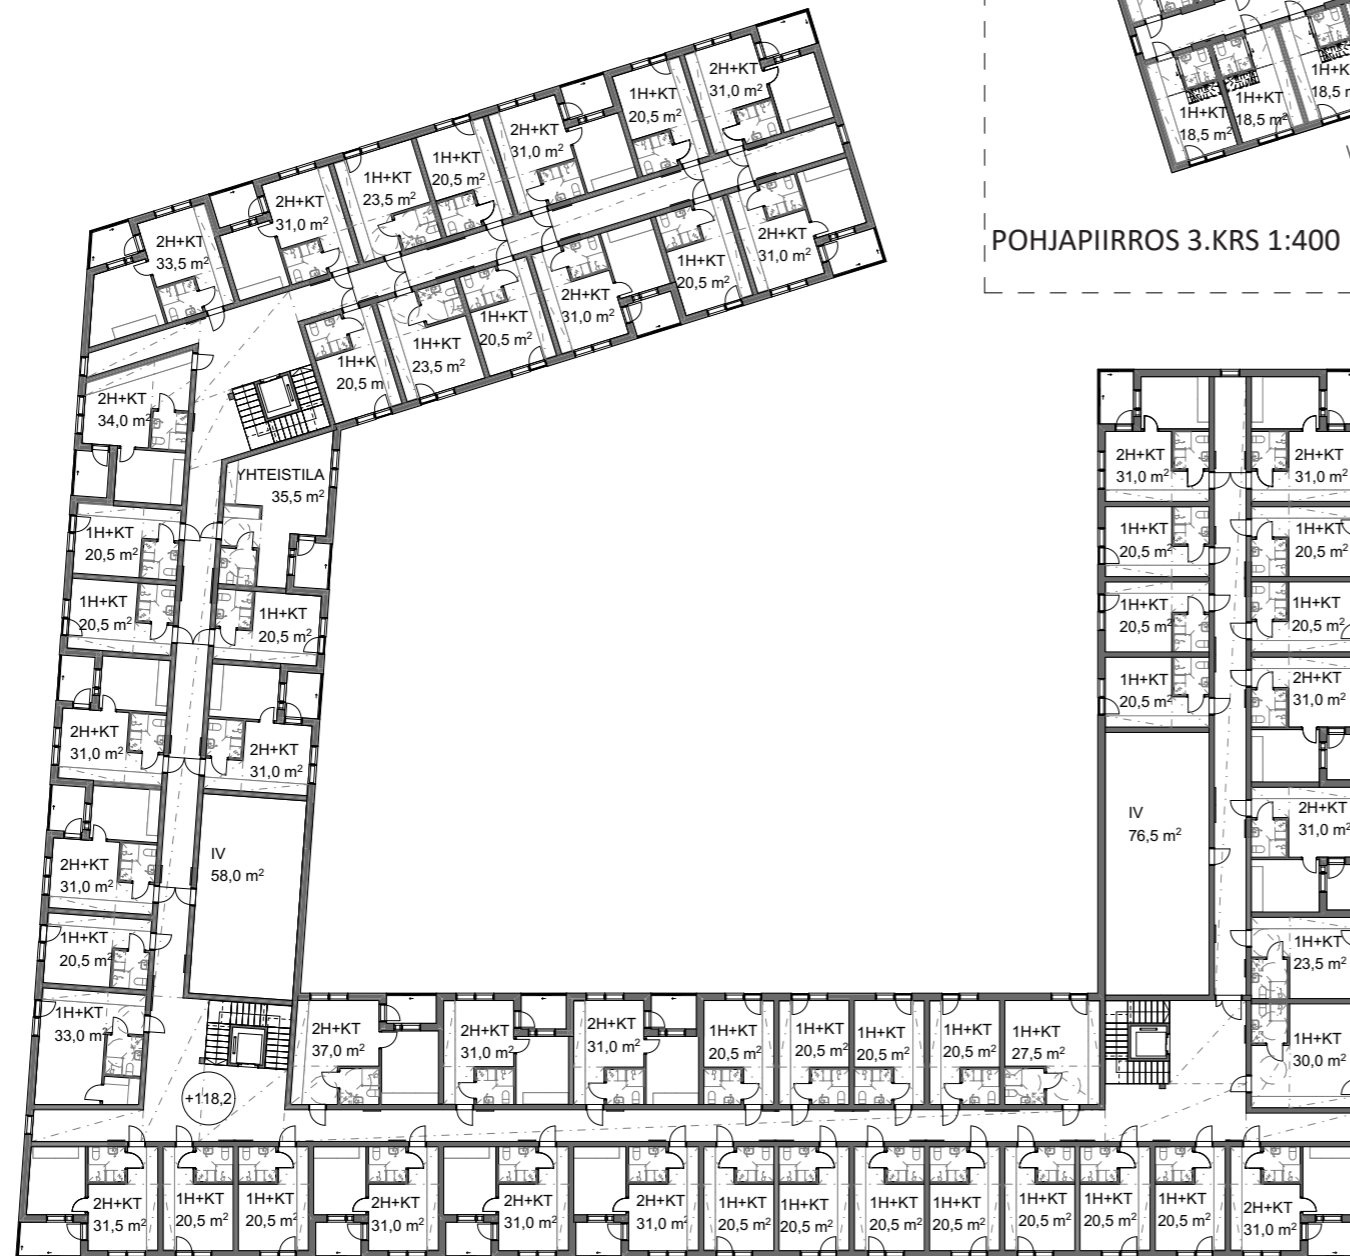 2H+KT
31,0 m²
1H+KT
20,5 m²
2H+KT
31,0 m²
1H+KT
20,5 m²
1H+KT
23,5 m²
2H+KT
31,0 m²
2H+KT
33,5 m²
2H+KT
31,0 m²
1H+KT
20,5 m²
2H+KT
31,0 m²
1H+KT
20,5 m²
1H+KT
23,5 m²
1H+K
20,5 m
1H+KT
18,5 m²
1H+KT
18,5 m²
1H+K
18,5 m
POHJAPIIRROS 3.KRS 1:400
2H+KT
34,0 m²
YHTEISTILA
35,5 m²
1H+KT
20,5 m²
1H+KT
20,5 m²
1H+KT
20,5 m²
2H+KT
31,0 m²
2H+KT
31,0 m²
2H+KT
31,0 m²
IV
58,0 m²
1H+KT
20,5 m²
1H+KT
33,0 m²
+118,2
2H+KT
31,0 m²
2H+KT
31,0 m²
1H+KT
20,5 m²
1H+KT
20,5 m²
1H+KT
20,5 m²
1H+KT
20,5 m²
1H+KT
20,5 m²
2H+KT
31,0 m²
IV
76,5 m²
2H+KT
31,0 m²
1H+KT
23,5 m²
1H+KT
30,0 m²
2H+KT
37,0 m²
2H+KT
31,0 m²
2H+KT
31,0 m²
1H+KT
20,5 m²
1H+KT
20,5 m²
1H+KT
20,5 m²
1H+KT
20,5 m²
1H+KT
27,5 m²
2H+KT
31,5 m²
1H+KT
20,5 m²
1H+KT
20,5 m²
2H+KT
31,0 m²
2H+KT
31,0 m²
2H+KT
31,0 m²
1H+KT
20,5 m²
1H+KT
20,5 m²
1H+KT
20,5 m²
1H+KT
20,5 m²
1H+KT
20,5 m²
1H+KT
20,5 m²
1H+KT
20,5 m²
2H+KT
31,0 m²